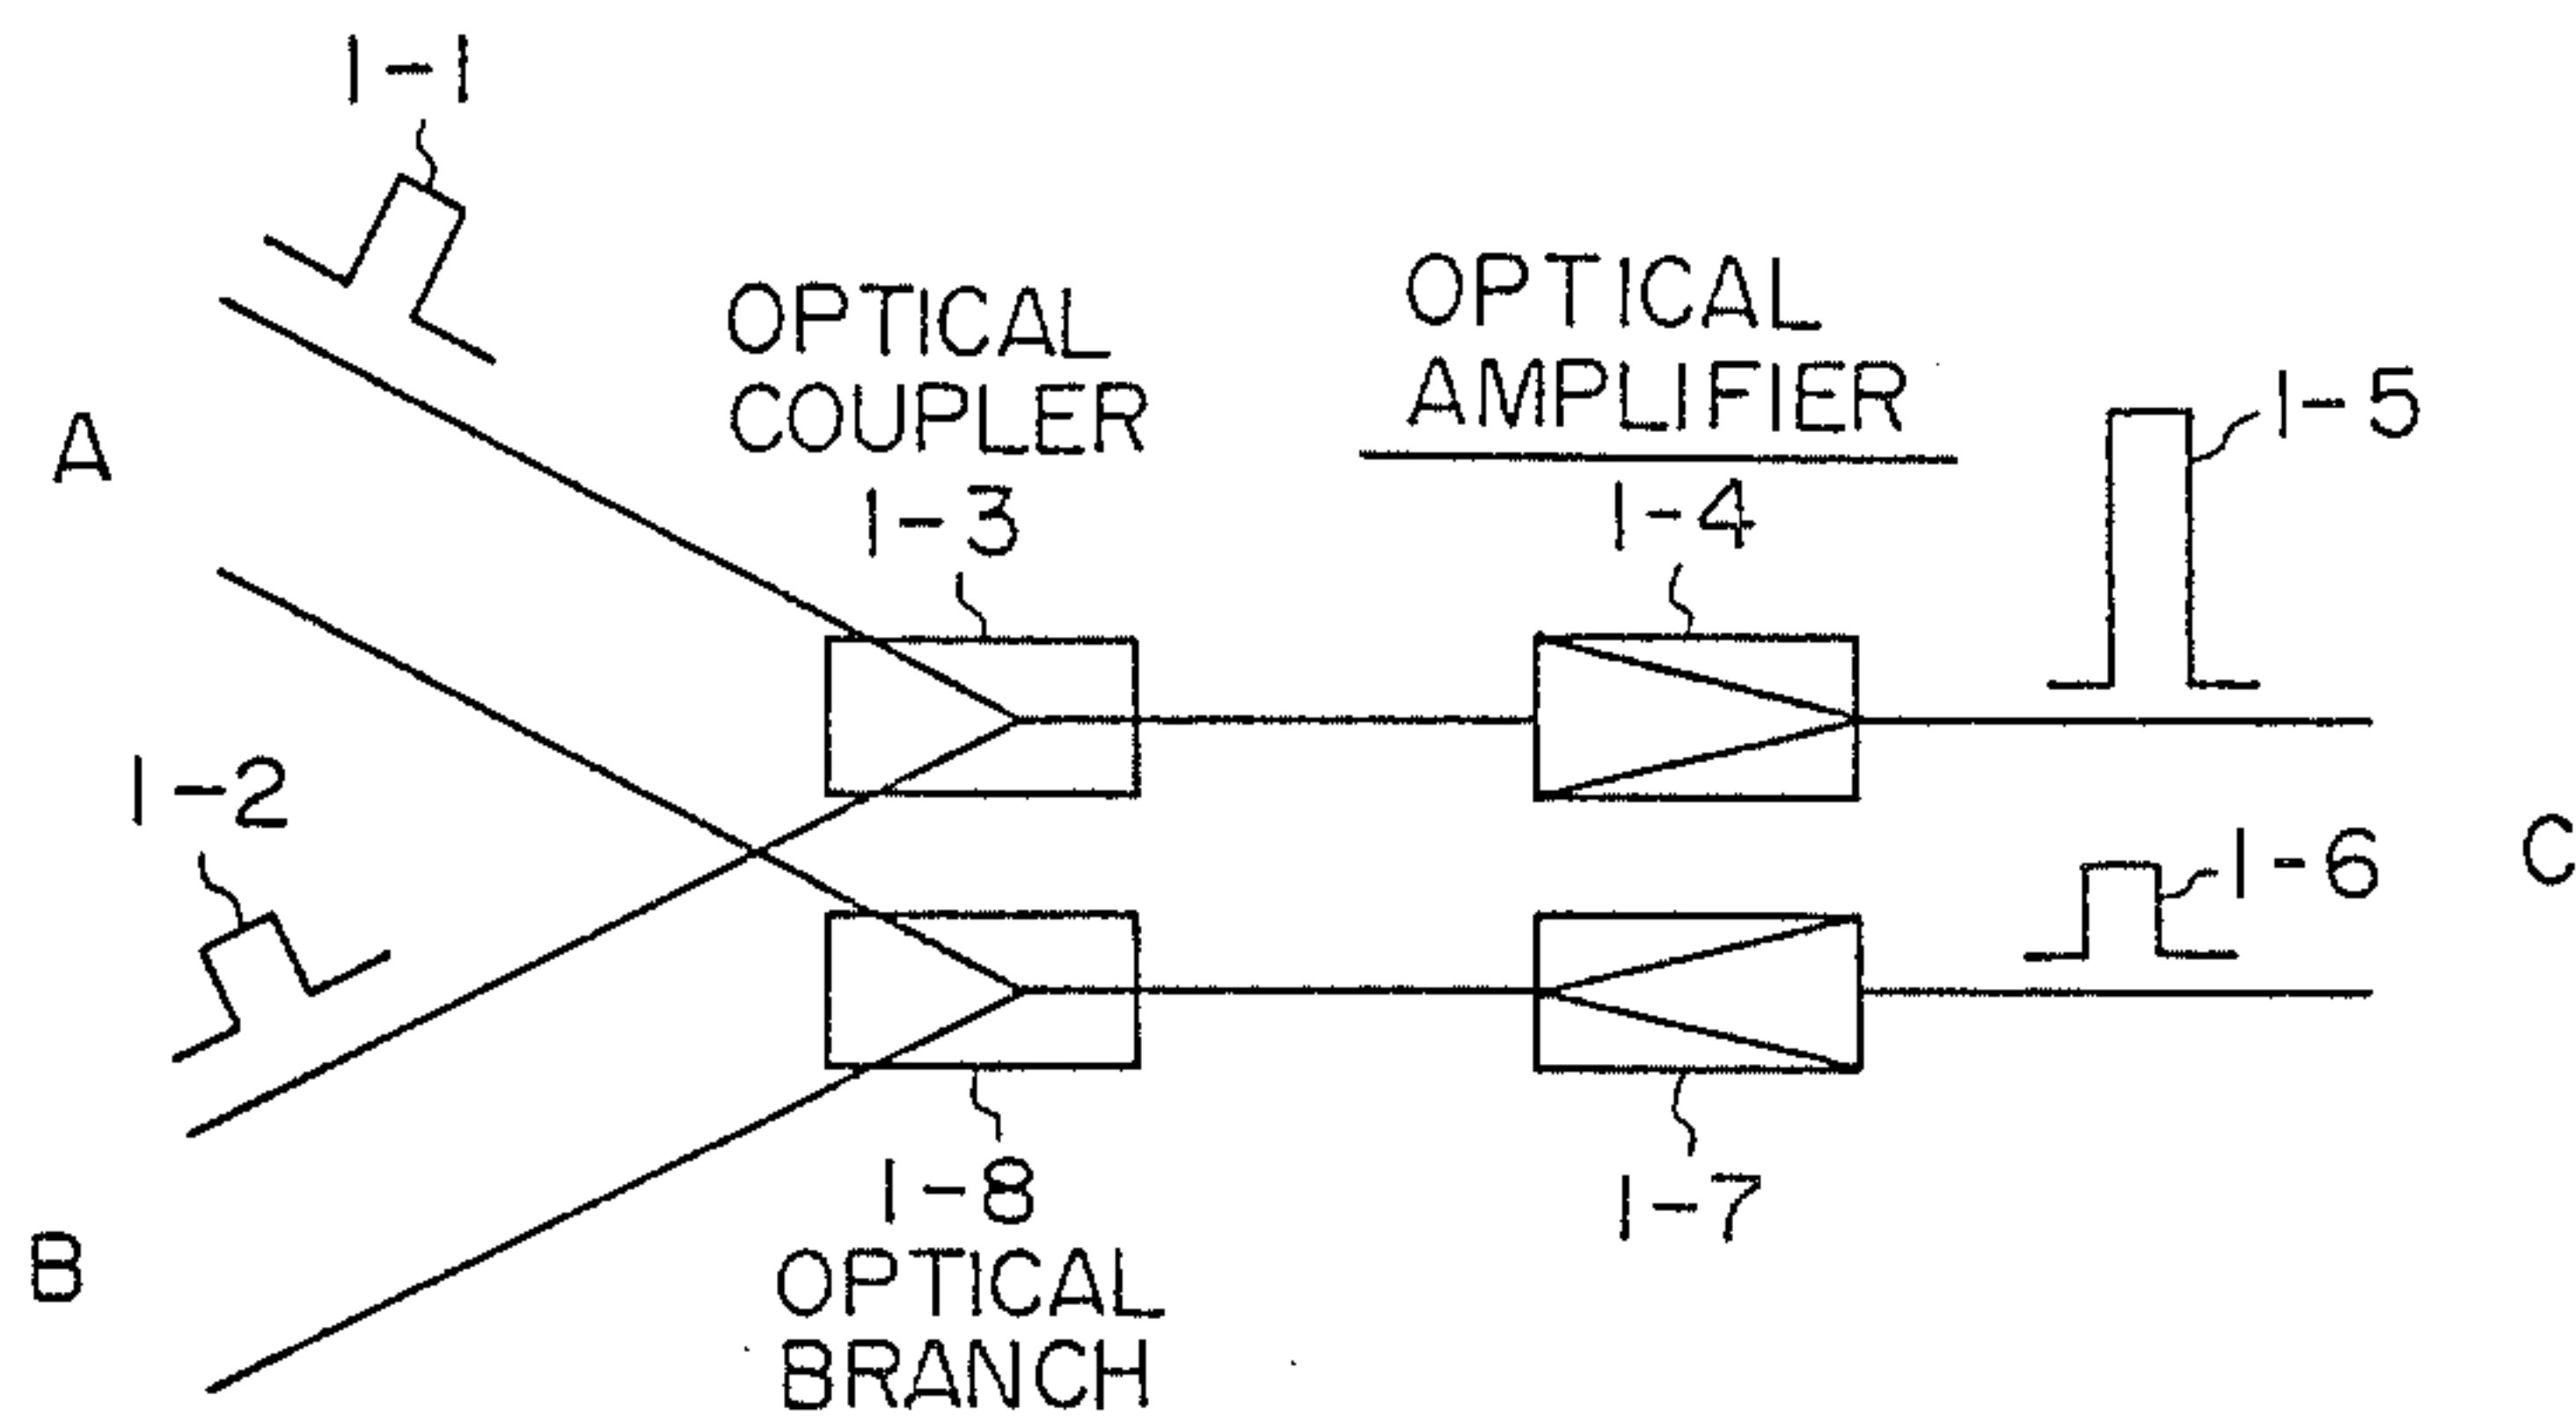 1-1
OPTICAL
COUPLER
1-3
OPTICAL
AMPLIFIER
1-4
1-5
A
1-2
1-6
C
B
1-8
OPTICAL
BRANCH
1-7